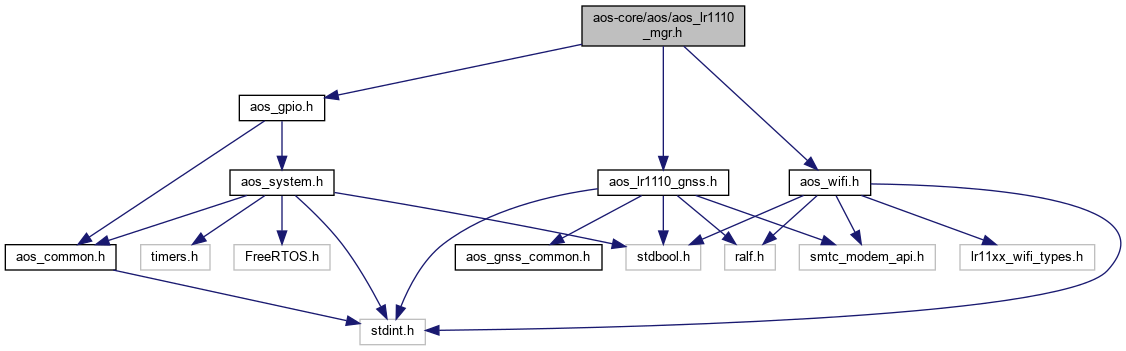 aos-core/aos/aos_lr1110
_mgr.h
aos_gpio.h
aos_system.h
aos_lr1110_gnss.h
aos_wifi.h
aos_common.h
timers.h
FreeRTOS.h
aos_gnss_common.h
stdbool.h
ralf.h
smtc_modem_api.h
lr11xx_wifi_types.h
stdint.h